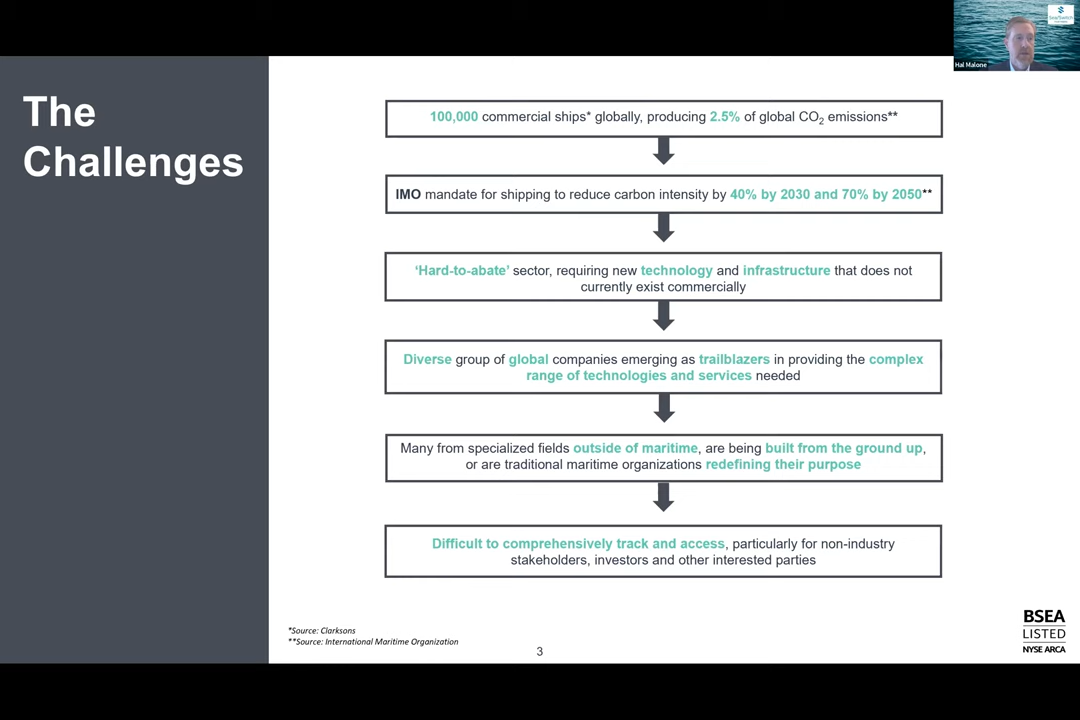 SeaSwitch
Hal Malone
The
Challenges
100,000 commercial ships* globally, producing 2.5% of global CO2 emissions**
IMO mandate for shipping to reduce carbon intensity by 40% by 2030 and 70% by 2050**
‘Hard-to-abate’ sector, requiring new technology and infrastructure that does not
currently exist commercially
Diverse group of global companies emerging as trailblazers in providing the complex
range of technologies and services needed
Many from specialized fields outside of maritime, are being built from the ground up,
or are traditional maritime organizations redefining their purpose
Difficult to comprehensively track and access, particularly for non-industry
stakeholders, investors and other interested parties
*Source: Clarksons
**Source: International Maritime Organization
3
BSEA
LISTED
NYSE ARCA